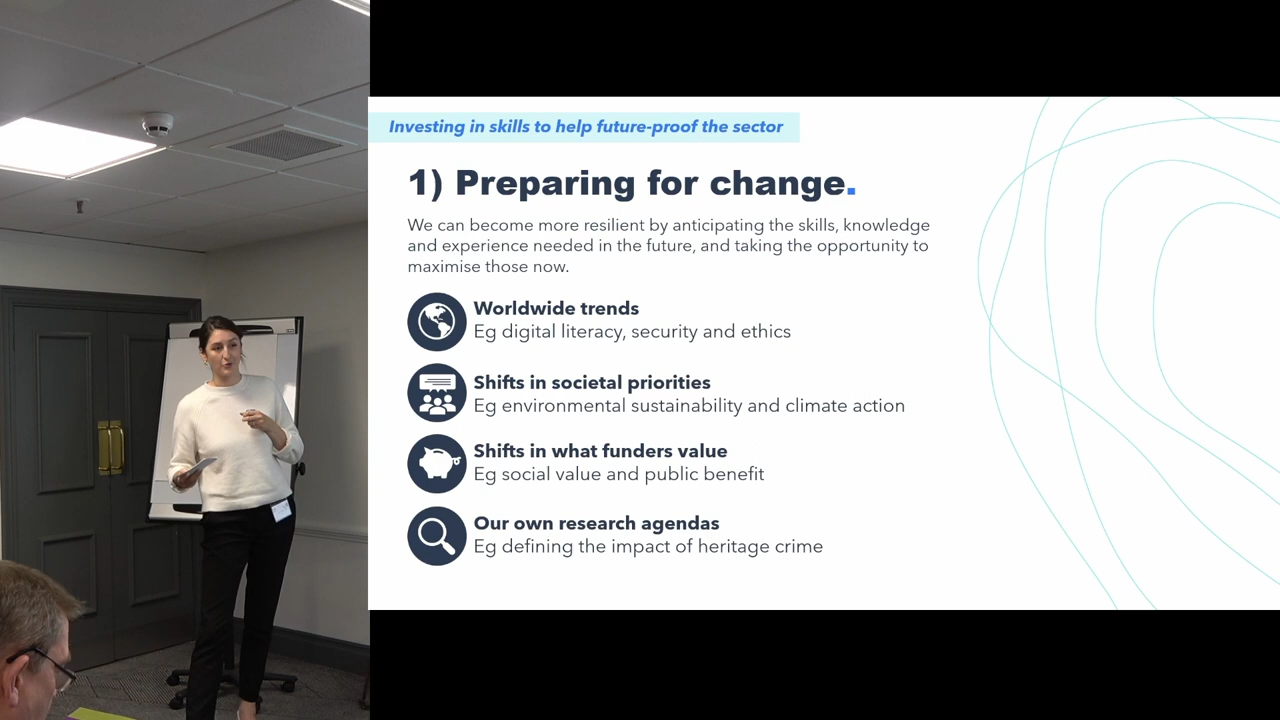 Investing in skills to help future-proof the sector
1) Preparing for change.
We can become more resilient by anticipating the skills, knowledge
and experience needed in the future, and taking the opportunity to
maximise those now.
Worldwide trends
Eg digital literacy, security and ethics
Shifts in societal priorities
Eg environmental sustainability and climate action
Shifts in what funders value
Eg social value and public benefit
Our own research agendas
Eg defining the impact of heritage crime